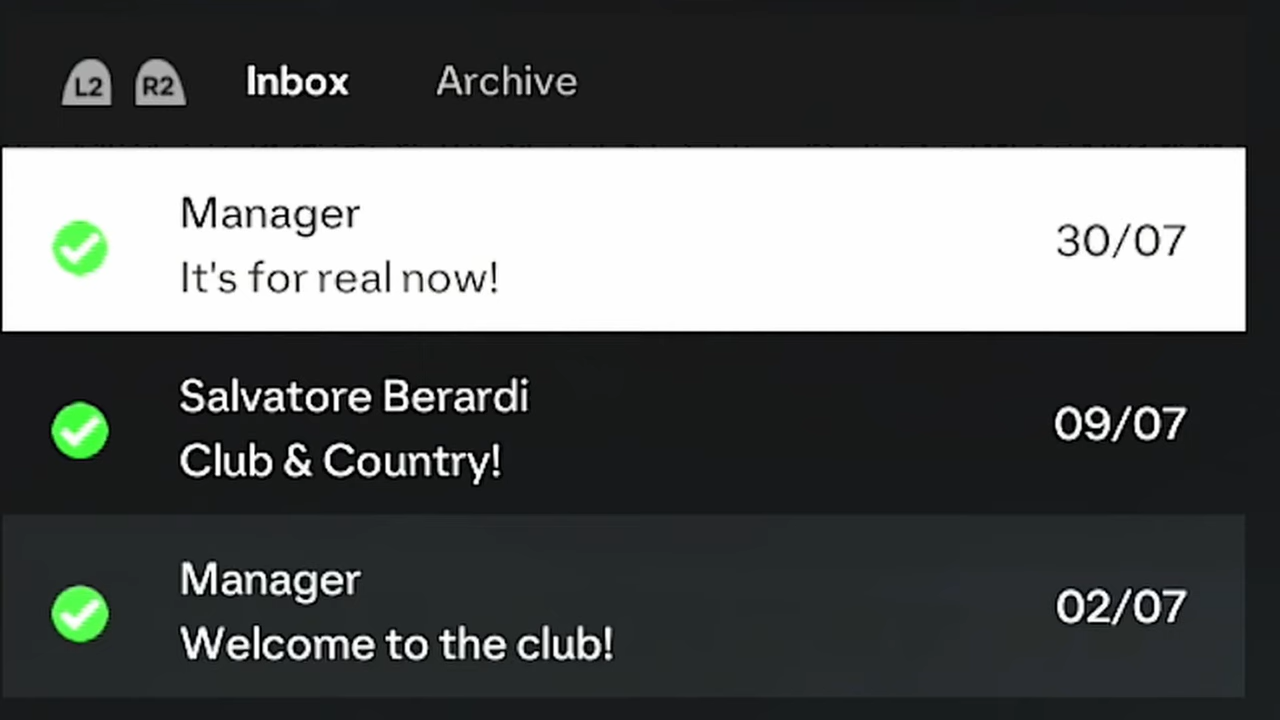 L2 R2 Inbox Archive
Manager
It's for real now!
30/07
Salvatore Berardi
Club & Country!
09/07
Manager
Welcome to the club!
02/07